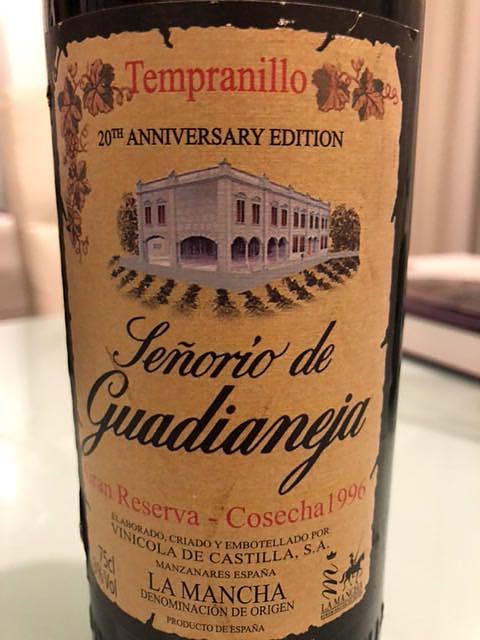 Tempranillo
20TH ANNIVERSARY EDITION
Señorio de
Guadianeja
Gran Reserva - Cosecha 1996
ELABORADO, CRIADO Y EMBOTELLADO POR
VINICOLA DE CASTILLA, S.A.
MANZANARES ESPAÑA
75cl
%Vol
LA MANCHA
DENOMINACIÓN DE ORIGEN
PRODUCTO DE ESPAÑA
m
LA MANCHA